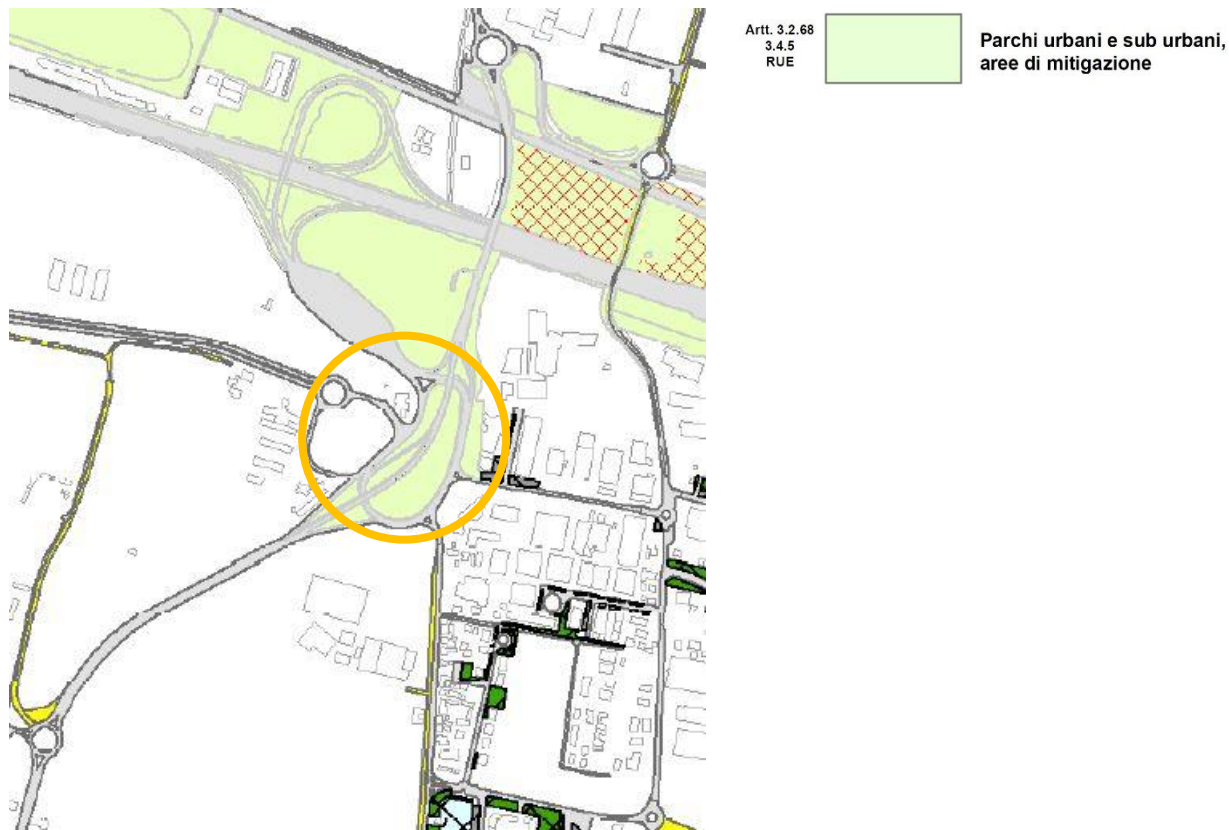 Artt. 3.2.68
3.4.5
RUE
Parchi urbani e sub urbani,
aree di mitigazione